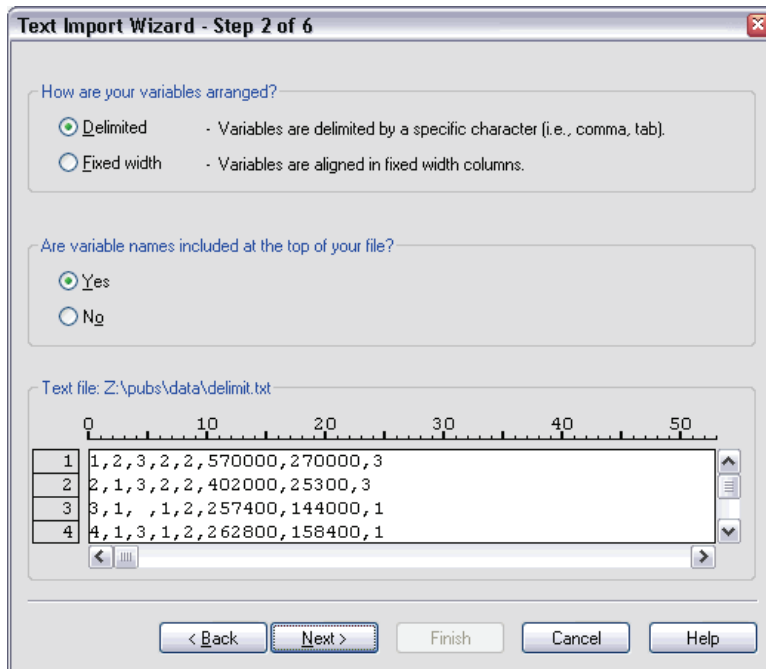 Text Import Wizard - Step 2 of 6
How are your variables arranged?
Delimited - Variables are delimited by a specific character (i.e., comma, tab).
Fixed width - Variables are aligned in fixed width columns.
Are variable names included at the top of your file?
Yes
No
Text file: Z:\pubs\data\delimit.txt
0 10 20 30 40 50
1 1,2,3,2,2,570000,270000,3
2 2,1,3,2,2,402000,25300,3
3 3,1, ,1,2,257400,144000,1
4 4,1,3,1,2,262800,158400,1
< Back Next > Finish Cancel Help